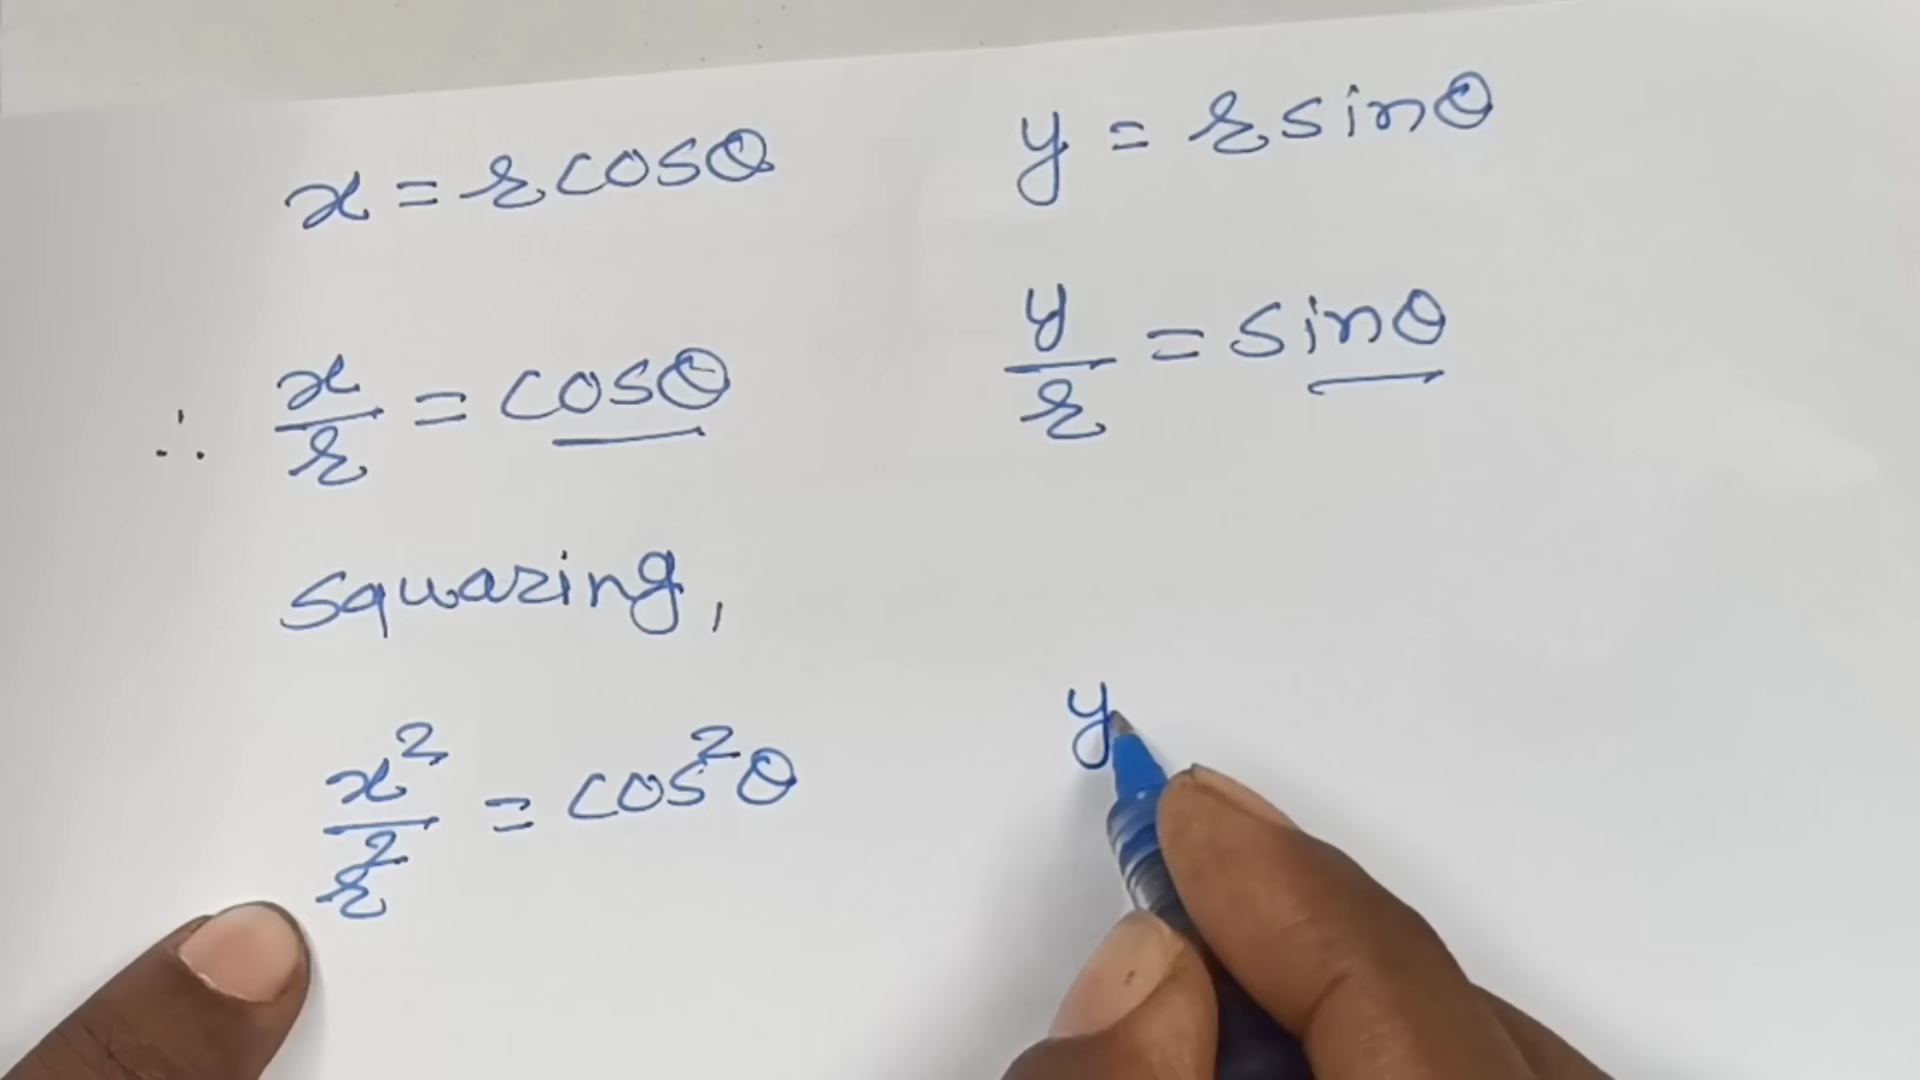 x = r cosθ    y = r sinθ
∴ x/r = cosθ    y/r = sinθ
squaring,
x²/r² = cos²θ    y